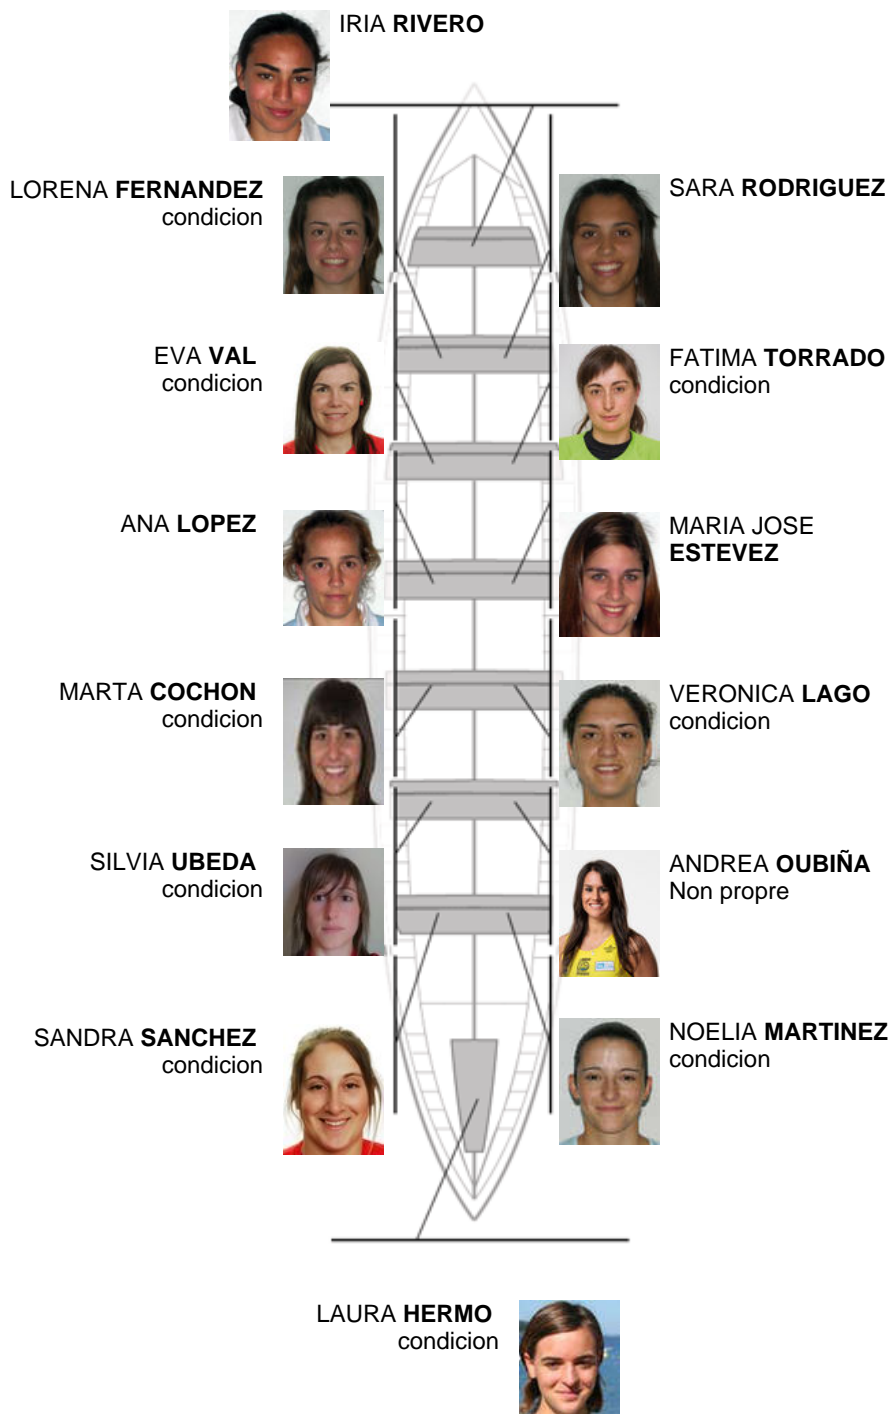 IRIA RIVERO
LORENA FERNANDEZ
condicion
SARA RODRIGUEZ
EVA VAL
condicion
FATIMA TORRADO
condicion
ANA LOPEZ
MARIA JOSE
ESTEVEZ
MARTA COCHON
condicion
VERONICA LAGO
condicion
SILVIA UBEDA
condicion
ANDREA OUBIÑA
Non propre
SANDRA SANCHEZ
condicion
NOELIA MARTINEZ
condicion
LAURA HERMO
condicion